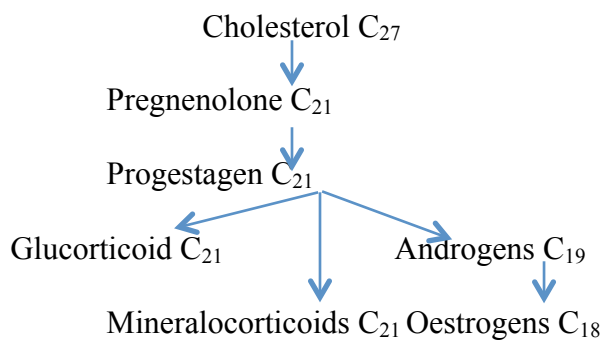 Cholesterol C₂₇
Pregnenolone C₂₁
Progestagen C₂₁
Glucorticoid C₂₁ Androgens C₁₉
Mineralocorticoids C₂₁ Oestrogens C₁₈